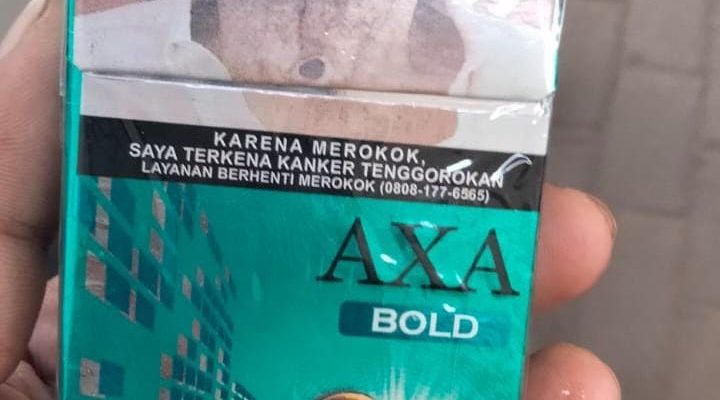 KARENA MEROKOK,
SAYA TERKENA KANKER TENGGOROKAN
LAYANAN BERHENTI MEROKOK (0808-177-6565)
AXA
BOLD